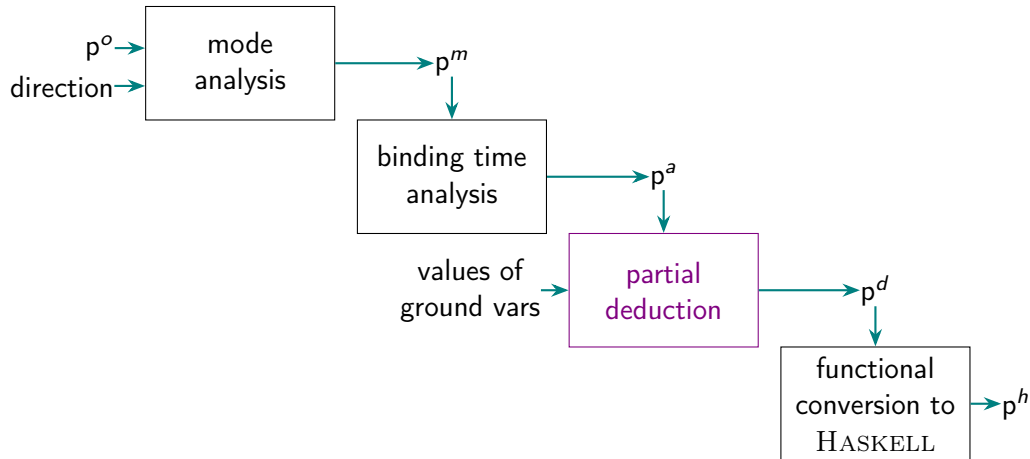 p^o
direction
mode
analysis
p^m
binding time
analysis
p^a
values of
ground vars
partial
deduction
p^d
functional
conversion to
HASKELL
p^h